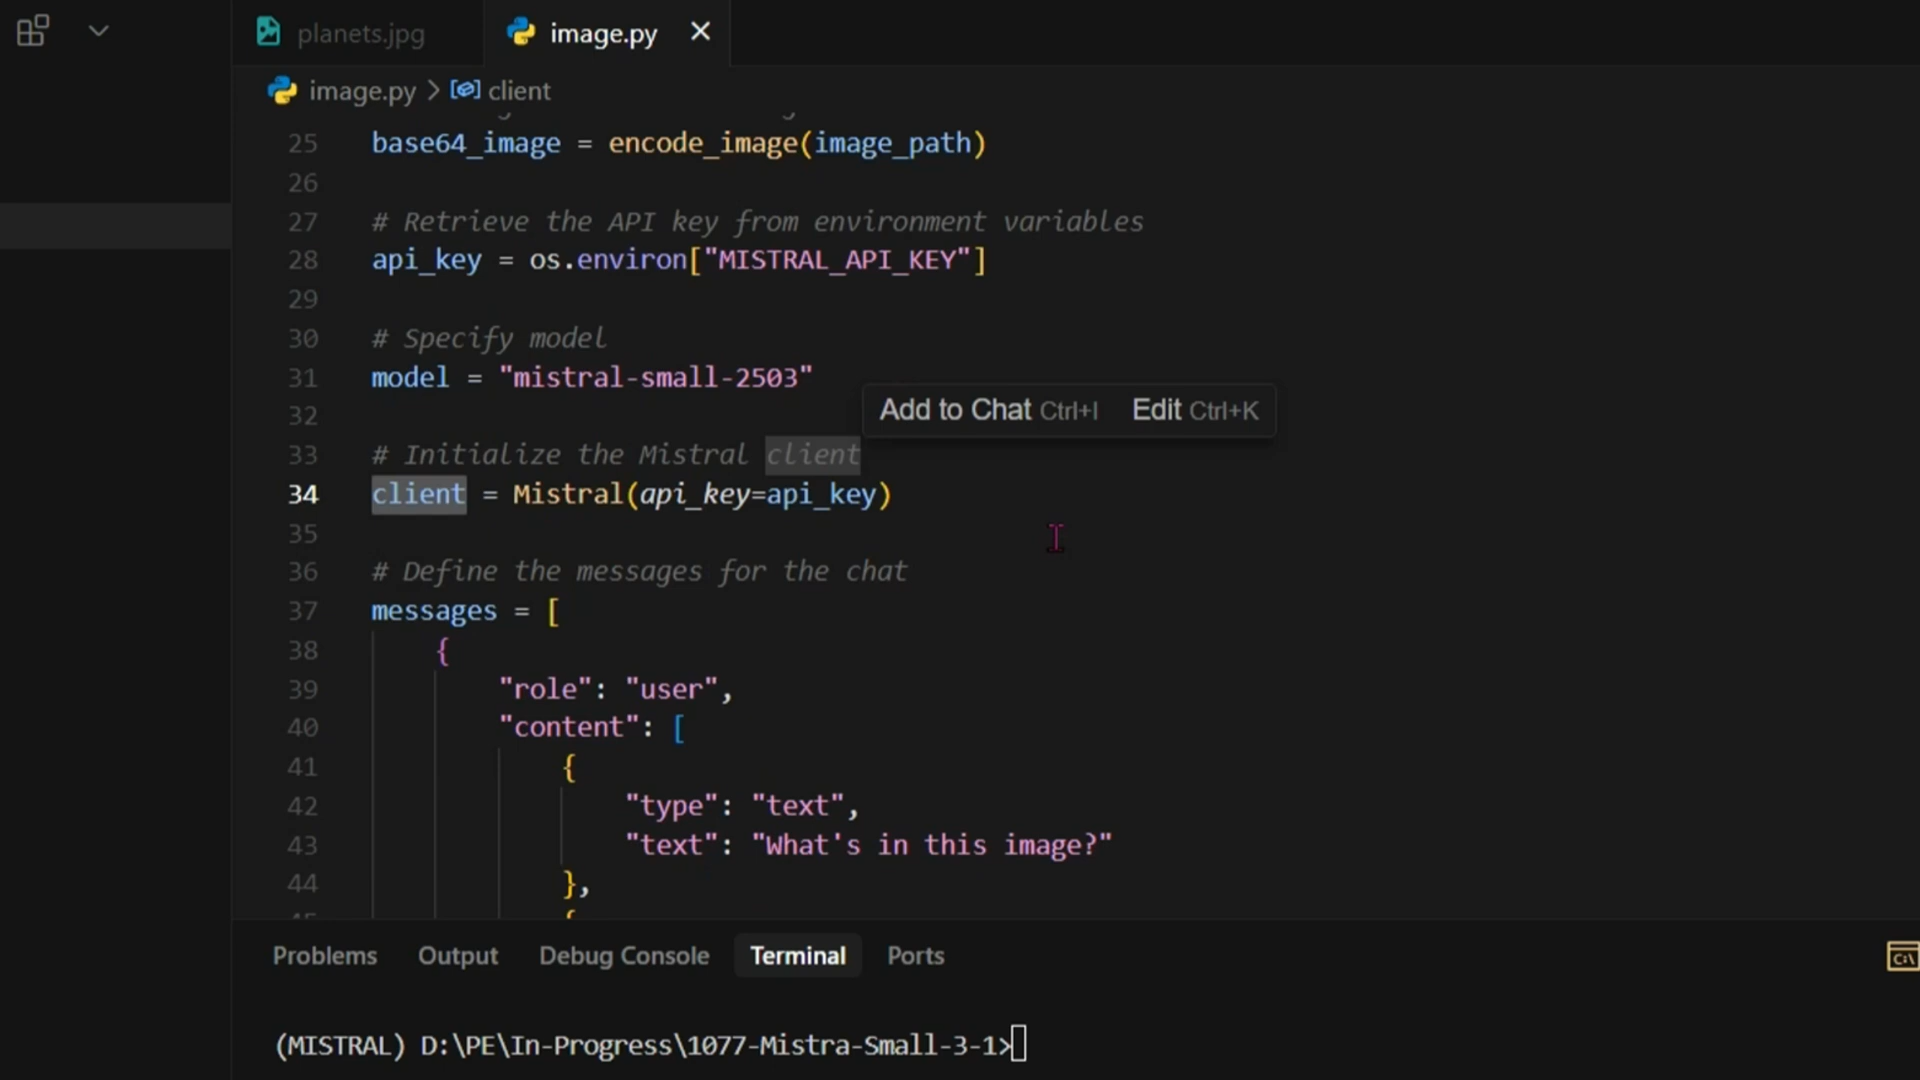 planets.jpg
image.py
image.py > client
25 base64_image = encode_image(image_path)
26
27 # Retrieve the API key from environment variables
28 api_key = os.environ["MISTRAL_API_KEY"]
29
30 # Specify model
31 model = "mistral-small-2503"
Add to Chat Ctrl+I Edit Ctrl+K
32
33 # Initialize the Mistral client
34 client = Mistral(api_key=api_key)
35
36 # Define the messages for the chat
37 messages = [
38 {
39 "role": "user",
40 "content": [
41 {
42 "type": "text",
43 "text": "What's in this image?"
44 },
45 {
Problems Output Debug Console Terminal Ports
(MISTRAL) D:\PE\In-Progress\1077-Mistra-Small-3-1>